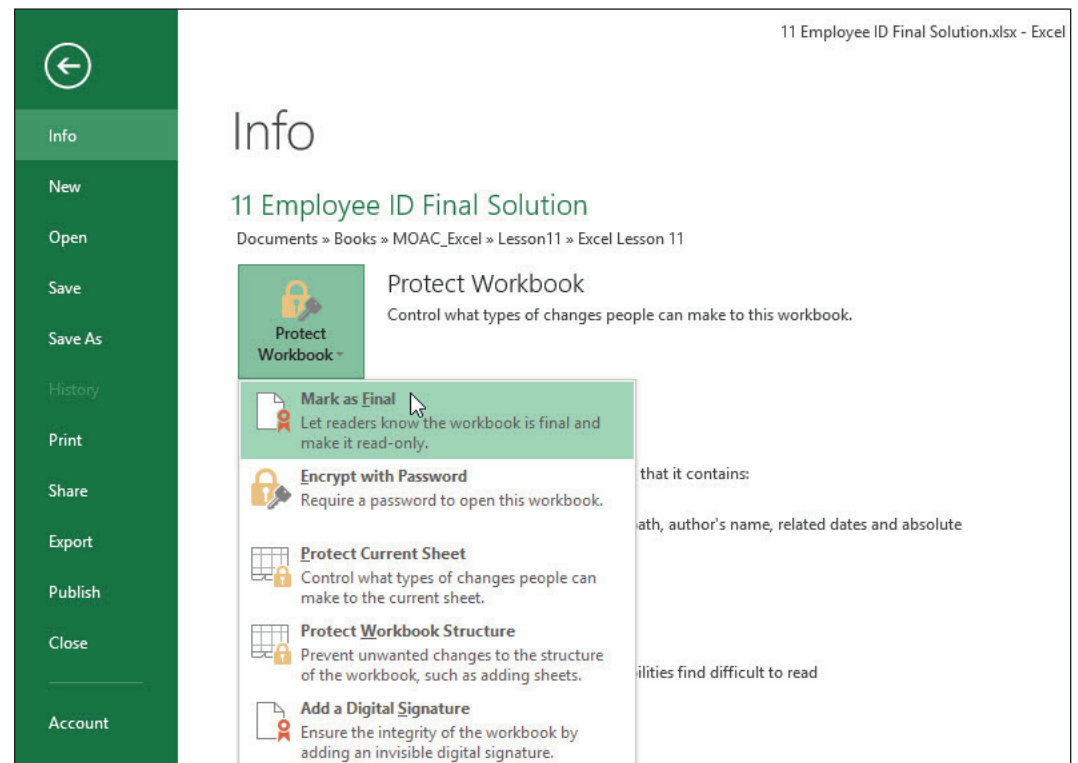 11 Employee ID Final Solution.xlsx - Excel
Info
New
Open
Save
Save As
History
Print
Share
Export
Publish
Close
Account
Info
11 Employee ID Final Solution
Documents » Books » MOAC_Excel » Lesson11 » Excel Lesson 11
Protect
Workbook
Protect Workbook
Control what types of changes people can make to this workbook.
Mark as Final
Let readers know the workbook is final and
make it read-only.
Encrypt with Password
Require a password to open this workbook.
Protect Current Sheet
Control what types of changes people can
make to the current sheet.
Protect Workbook Structure
Prevent unwanted changes to the structure
of the workbook, such as adding sheets.
Add a Digital Signature
Ensure the integrity of the workbook by
adding an invisible digital signature.
that it contains:
ath, author's name, related dates and absolute
ilities find difficult to read